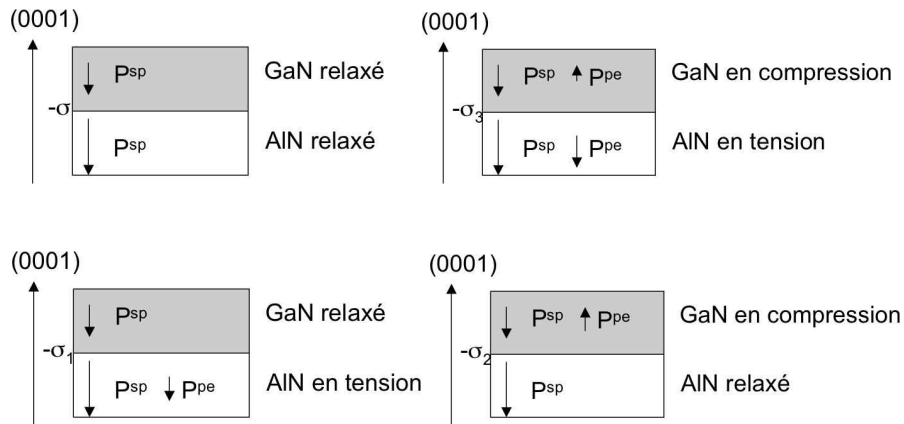 (0001)
Psp
GaN relaxé
-σ
Psp
AlN relaxé
(0001)
Psp Ppe
GaN en compression
-σ3
Psp Ppe
AlN en tension
(0001)
Psp
GaN relaxé
-σ1
Psp Ppe
AlN en tension
(0001)
Psp Ppe
GaN en compression
-σ2
Psp
AlN relaxé